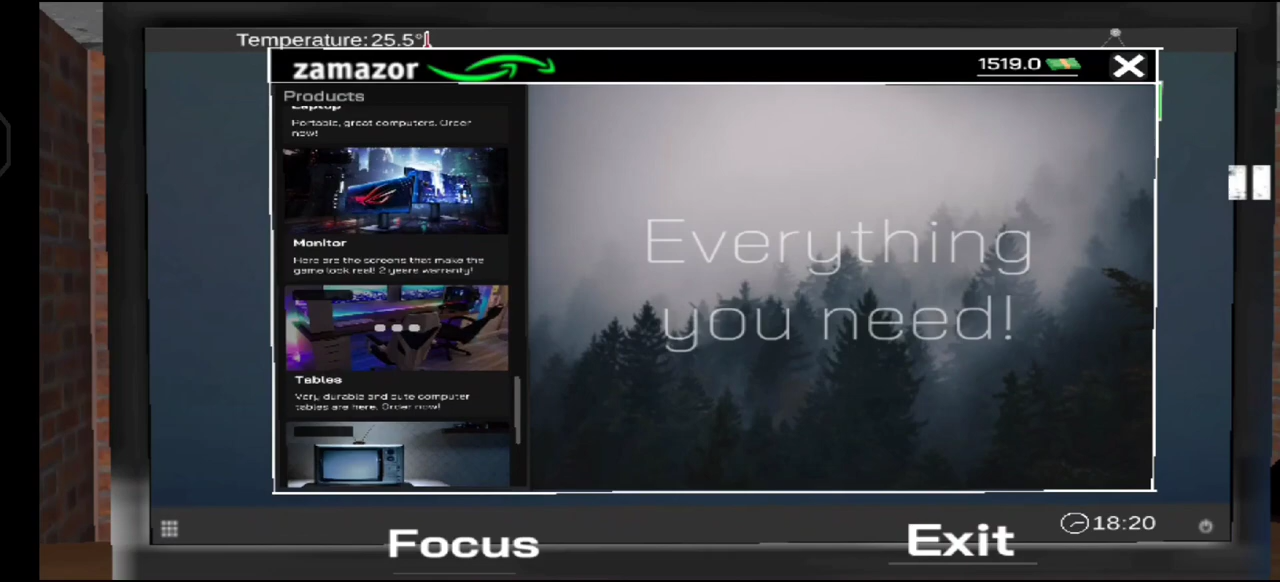 Temperature: 25.5°
zamazor
1519.0
Products
Laptop
Portable, great computers. Order
now!
Monitor
Here are the screens that make the
game look real! 2 years warranty!
Tables
Very durable and cute computer
tables are here. Order now!
Everything
you need!
18:20
Focus
Exit